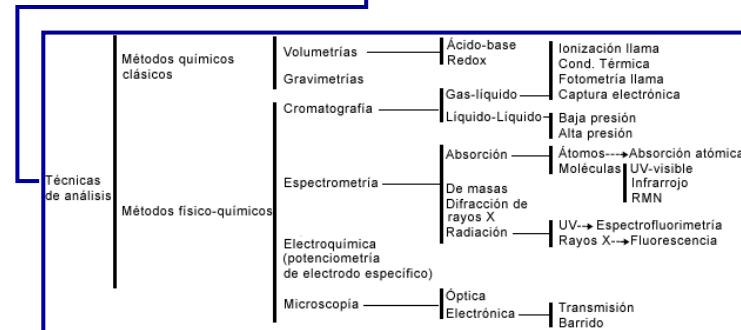 Técnicas
de análisis
Métodos químicos
clásicos
Volumetrías
Ácido-base
Redox
Gravimetrías
Métodos físico-químicos
Cromatografía
Gas-líquido
Ionización llama
Cond. Térmica
Fotometría llama
Captura electrónica
Líquido-Líquido
Baja presión
Alta presión
Espectrometría
Absorción
Átomos--->Absorción atómica
Moléculas
UV-visible
Infrarrojo
RMN
De masas
Difracción de
rayos X
Radiación
UV--> Espectrofluorimetría
Rayos X-->Fluorescencia
Electroquímica
(potenciometría
de electrodo específico)
Microscopía
Óptica
Electrónica
Transmisión
Barrido